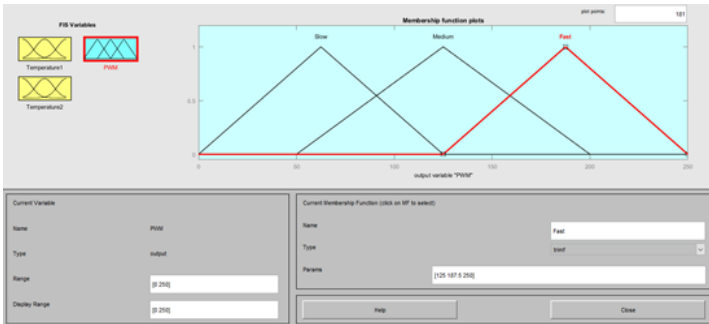 FIS Variables
Temperature1
PWM
Temperature2
Membership function plots
plot points:
181
Slow
Medium
Fast
1
0.5
0
0
50
100
150
200
250
output variable "PWM"
Current Variable
Name
PWM
Type
output
Range
[0 250]
Display Range
[0 250]
Current Membership Function (click on MF to select)
Name
Fast
Type
trimf
Params
[125 187.5 250]
Help
Close